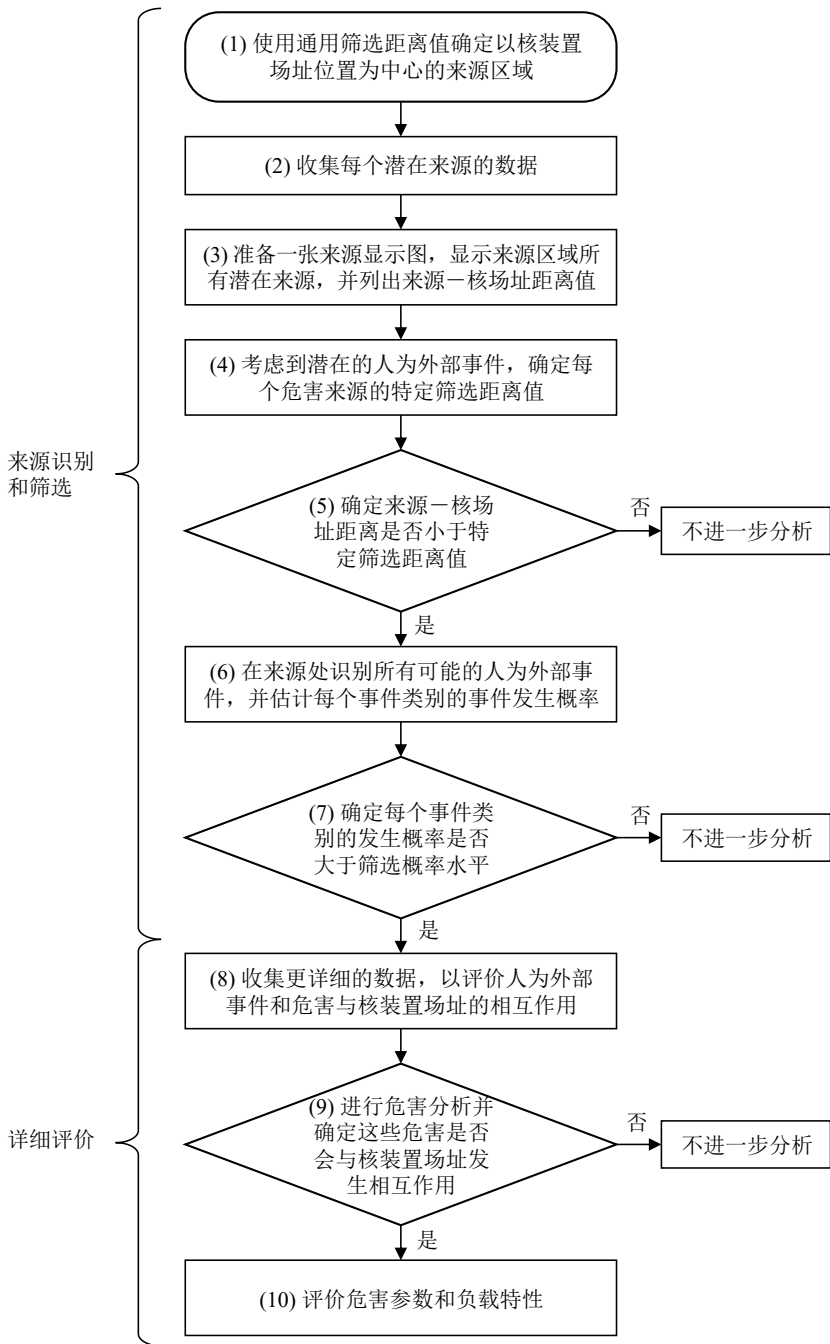 (1) 使用通用筛选距离值确定以核装置
场址位置为中心的来源区域
(2) 收集每个潜在来源的数据
(3) 准备一张来源显示图，显示来源区域所
有潜在来源，并列出来源－核场址距离值
(4) 考虑到潜在的人为外部事件，确定每
个危害来源的特定筛选距离值
来源识别
和筛选
(5) 确定来源－核场
址距离是否小于特
定筛选距离值
否
不进一步分析
是
(6) 在来源处识别所有可能的人为外部事
件，并估计每个事件类别的事件发生概率
(7) 确定每个事件类
别的发生概率是否
大于筛选概率水平
否
不进一步分析
是
(8) 收集更详细的数据，以评价人为外部
事件和危害与核装置场址的相互作用
详细评价
(9) 进行危害分析并
确定这些危害是否
会与核装置场址发
生相互作用
否
不进一步分析
是
(10) 评价危害参数和负载特性